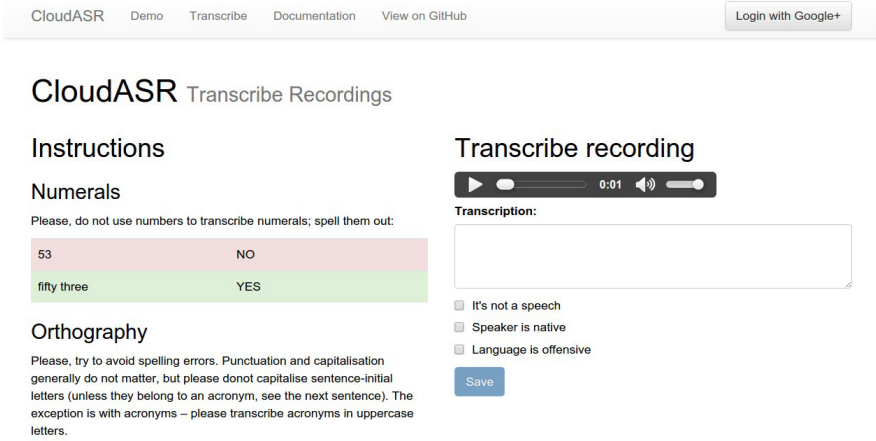 CloudASR Demo Transcribe Documentation View on GitHub Login with Google+
CloudASR Transcribe Recordings
Instructions
Numerals
Please, do not use numbers to transcribe numerals; spell them out:
53 NO
fifty three YES
Orthography
Please, try to avoid spelling errors. Punctuation and capitalisation
generally do not matter, but please donot capitalise sentence-initial
letters (unless they belong to an acronym, see the next sentence). The
exception is with acronyms – please transcribe acronyms in uppercase
letters.
Transcribe recording
0:01
Transcription:
It's not a speech
Speaker is native
Language is offensive
Save